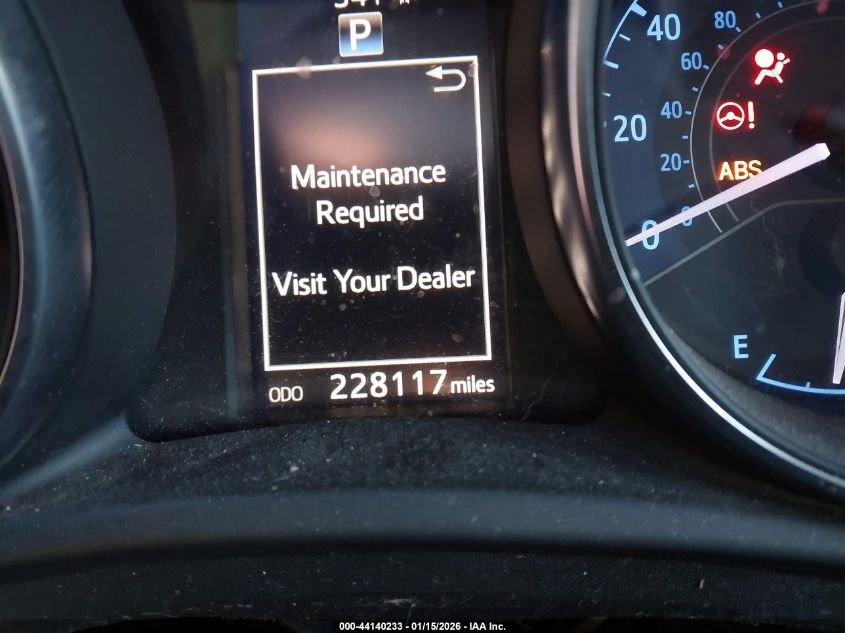 P
Maintenance
Required
Visit Your Dealer
ODO 228117 miles
80
40
60
20
40
20
0
0
!
ABS
E
000-44140233 - 01/15/2026 - IAA Inc.